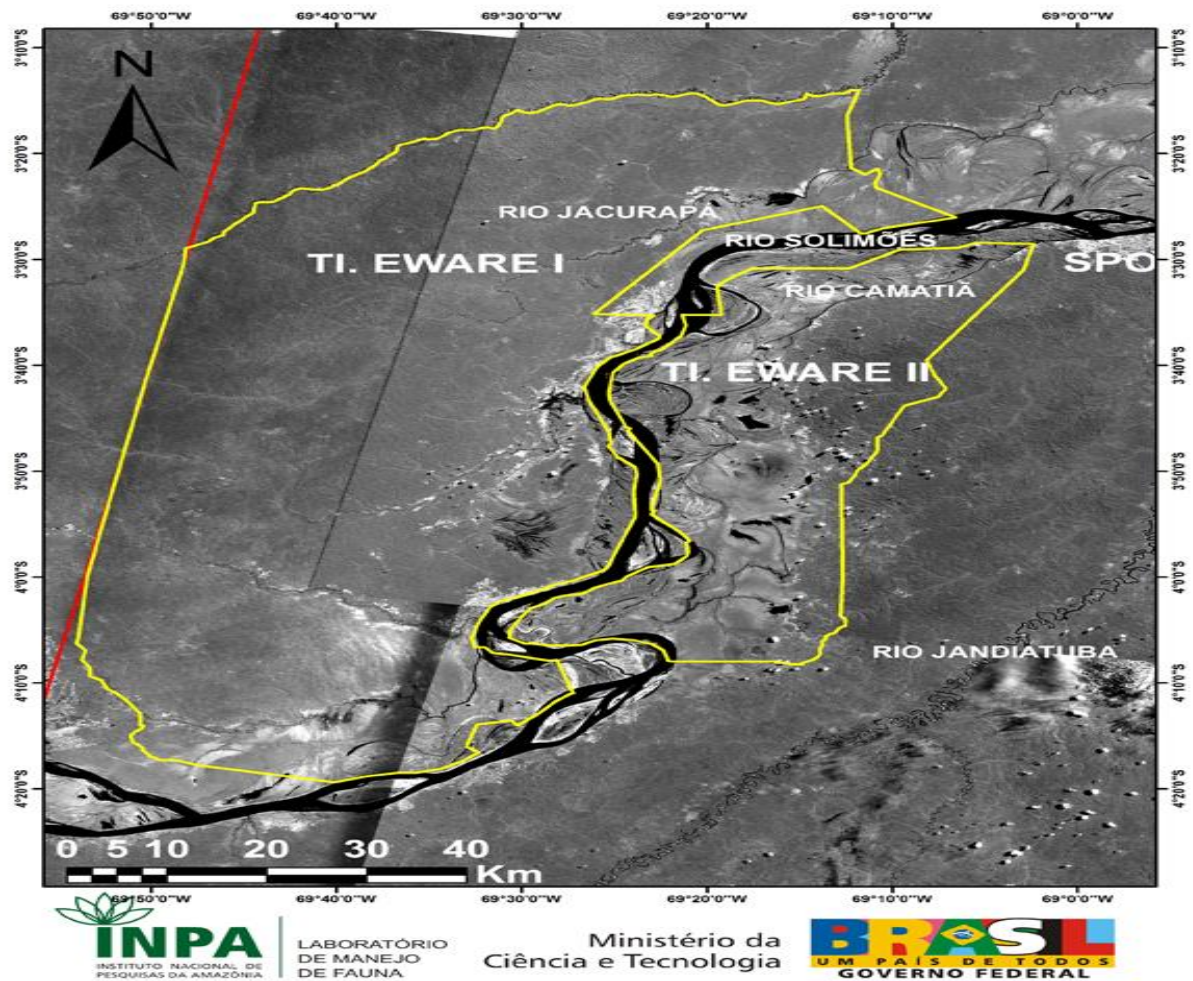 69°50'0"W 69°40'0"W 69°30'0"W 69°20'0"W 69°10'0"W 69°0'0"W
3°10'0"S 3°10'0"S
N
3°20'0"S 3°20'0"S
RIO JACURAPÁ
RIO SOLIMÕES
3°30'0"S TI. EWARE I SPO 3°30'0"S
RIO CAMATIÃ
3°40'0"S TI. EWARE II 3°40'0"S
3°50'0"S 3°50'0"S
4°0'0"S 4°0'0"S
RIO JANDIATUBA
4°10'0"S 4°10'0"S
4°20'0"S 4°20'0"S
0 5 10 20 30 40
Km
69°50'0"W 69°40'0"W 69°30'0"W 69°20'0"W 69°10'0"W 69°0'0"W
INPA
INSTITUTO NACIONAL DE
PESQUISAS DA AMAZÔNIA
LABORATÓRIO
DE MANEJO
DE FAUNA
Ministério da
Ciência e Tecnologia
BRASIL
UM PAÍS DE TODOS
GOVERNO FEDERAL